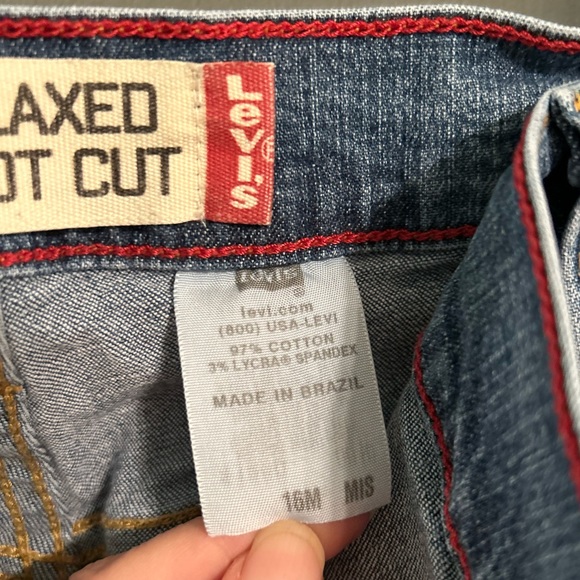 LAXED
OT CUT
Levi's®
Levi's
levi.com
(800) USA-LEVI
97% COTTON
3% LYCRA® SPANDEX
MADE IN BRAZIL
16M MIS